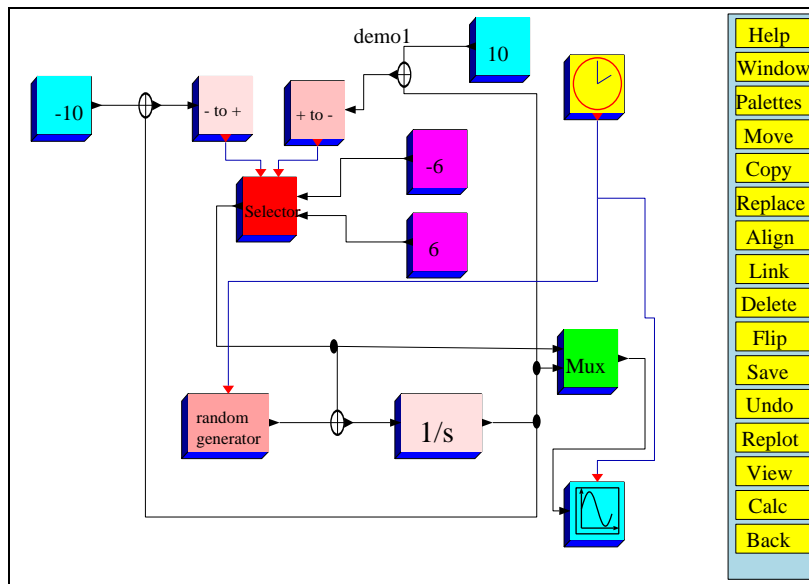 demo1
10
-10
- to +
+ to -
-6
Selector
6
Mux
random
generator
1/s
Help
Window
Palettes
Move
Copy
Replace
Align
Link
Delete
Flip
Save
Undo
Replot
View
Calc
Back